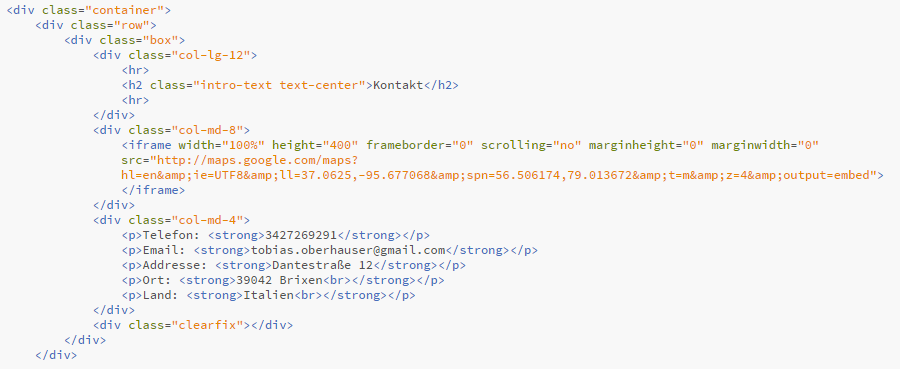 <div class="container">
<div class="row">
<div class="box">
<div class="col-lg-12">
<hr>
<h2 class="intro-text text-center">Kontakt</h2>
<hr>
</div>
<div class="col-md-8">
<iframe width="100%" height="400" frameborder="0" scrolling="no" marginheight="0" marginwidth="0"
src="http://maps.google.com/maps?
hl=en&amp;ie=UTF8&amp;ll=37.0625,-95.677068&amp;spn=56.506174,79.013672&amp;t=m&amp;z=4&amp;output=embed">
</iframe>
</div>
<div class="col-md-4">
<p>Telefon: <strong>3427269291</strong></p>
<p>Email: <strong>tobias.oberhauser@gmail.com</strong></p>
<p>Addresse: <strong>Dantestraße 12</strong></p>
<p>Ort: <strong>39042 Brixen<br></strong></p>
<p>Land: <strong>Italien<br></strong></p>
</div>
<div class="clearfix"></div>
</div>
</div>